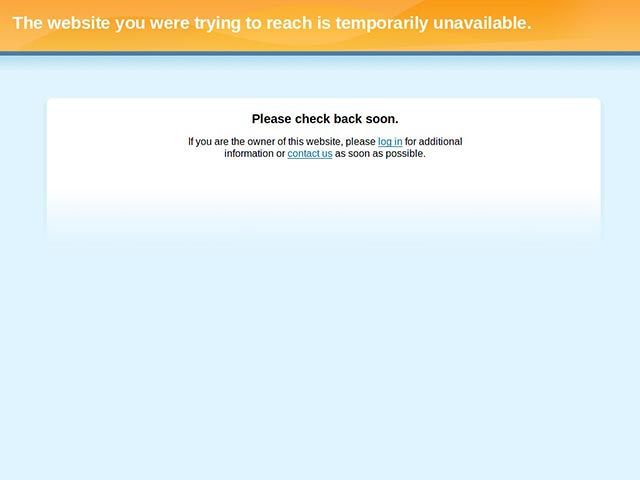 The website you were trying to reach is temporarily unavailable.
Please check back soon.
If you are the owner of this website, please log in for additional
information or contact us as soon as possible.